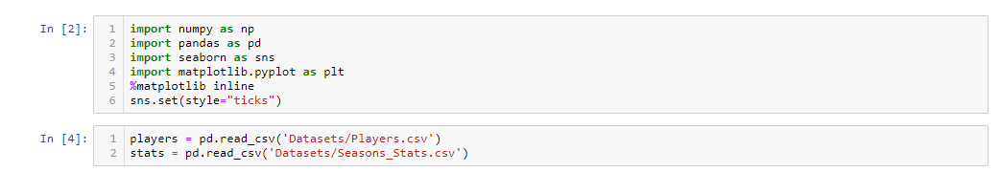 In [2]:
1 import numpy as np
2 import pandas as pd
3 import seaborn as sns
4 import matplotlib.pyplot as plt
5 %matplotlib inline
6 sns.set(style="ticks")
In [4]:
1 players = pd.read_csv('Datasets/Players.csv')
2 stats = pd.read_csv('Datasets/Seasons_Stats.csv')